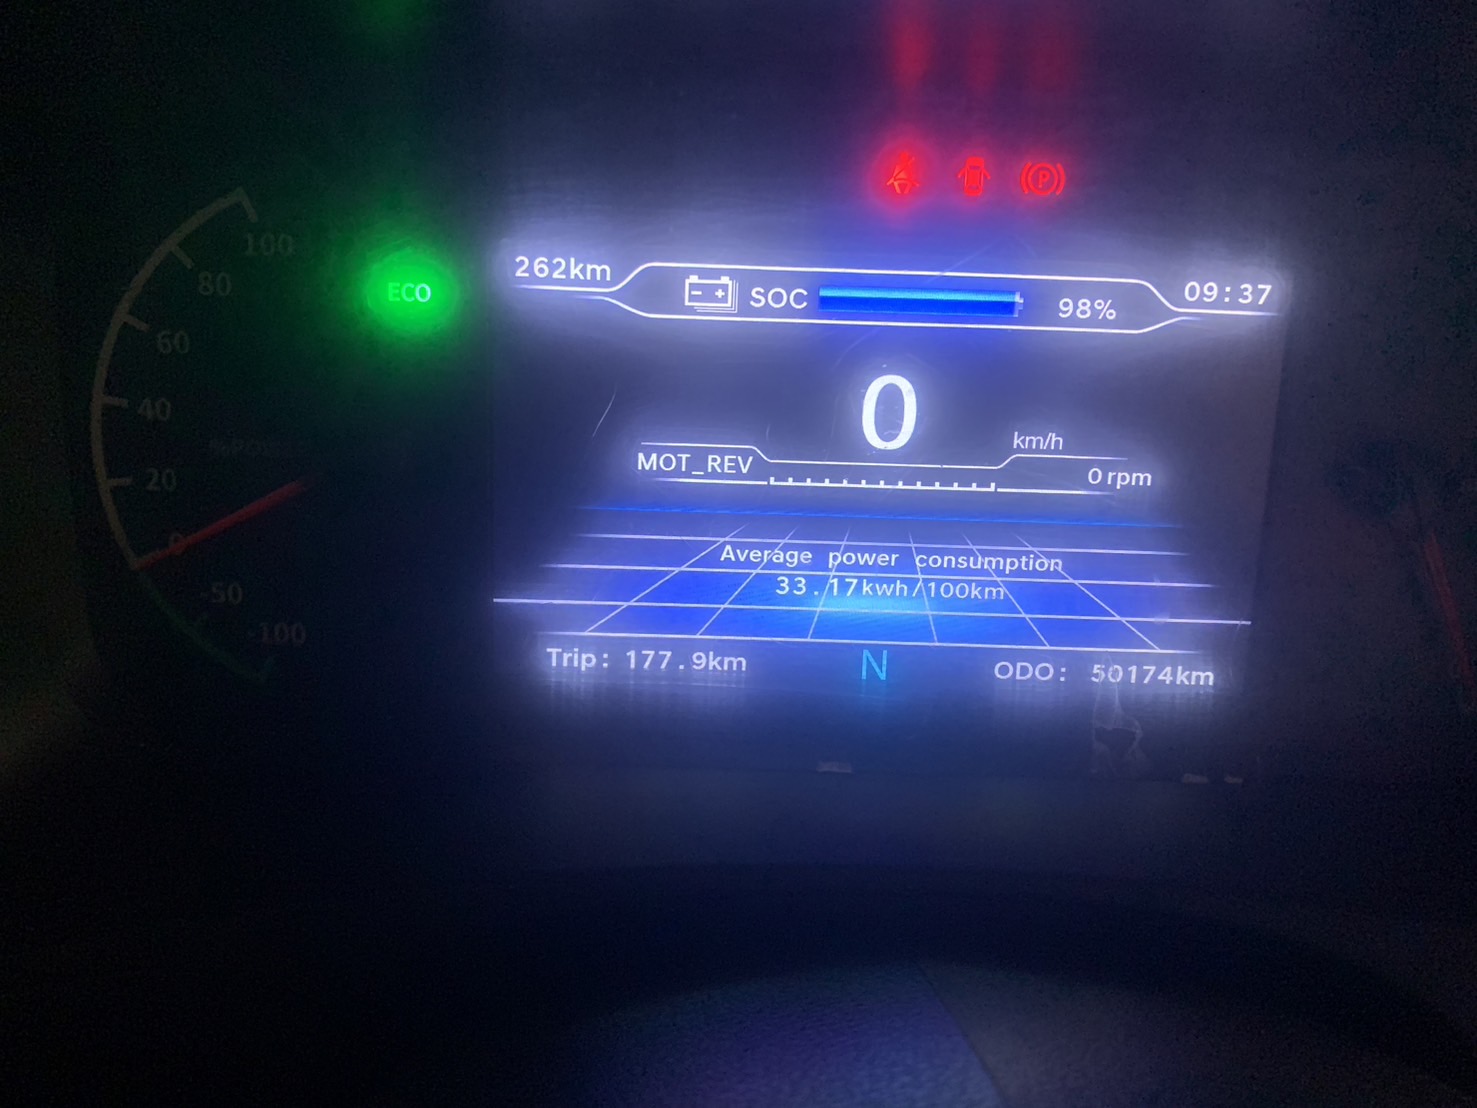 100
80
60
40
20
0
50
-100
ECO
P
262km
SOC
98%
09:37
0
km/h
MOT_REV
0 rpm
Average power consumption
33.17kwh/100km
Trip: 177.9km
N
ODO: 50174km